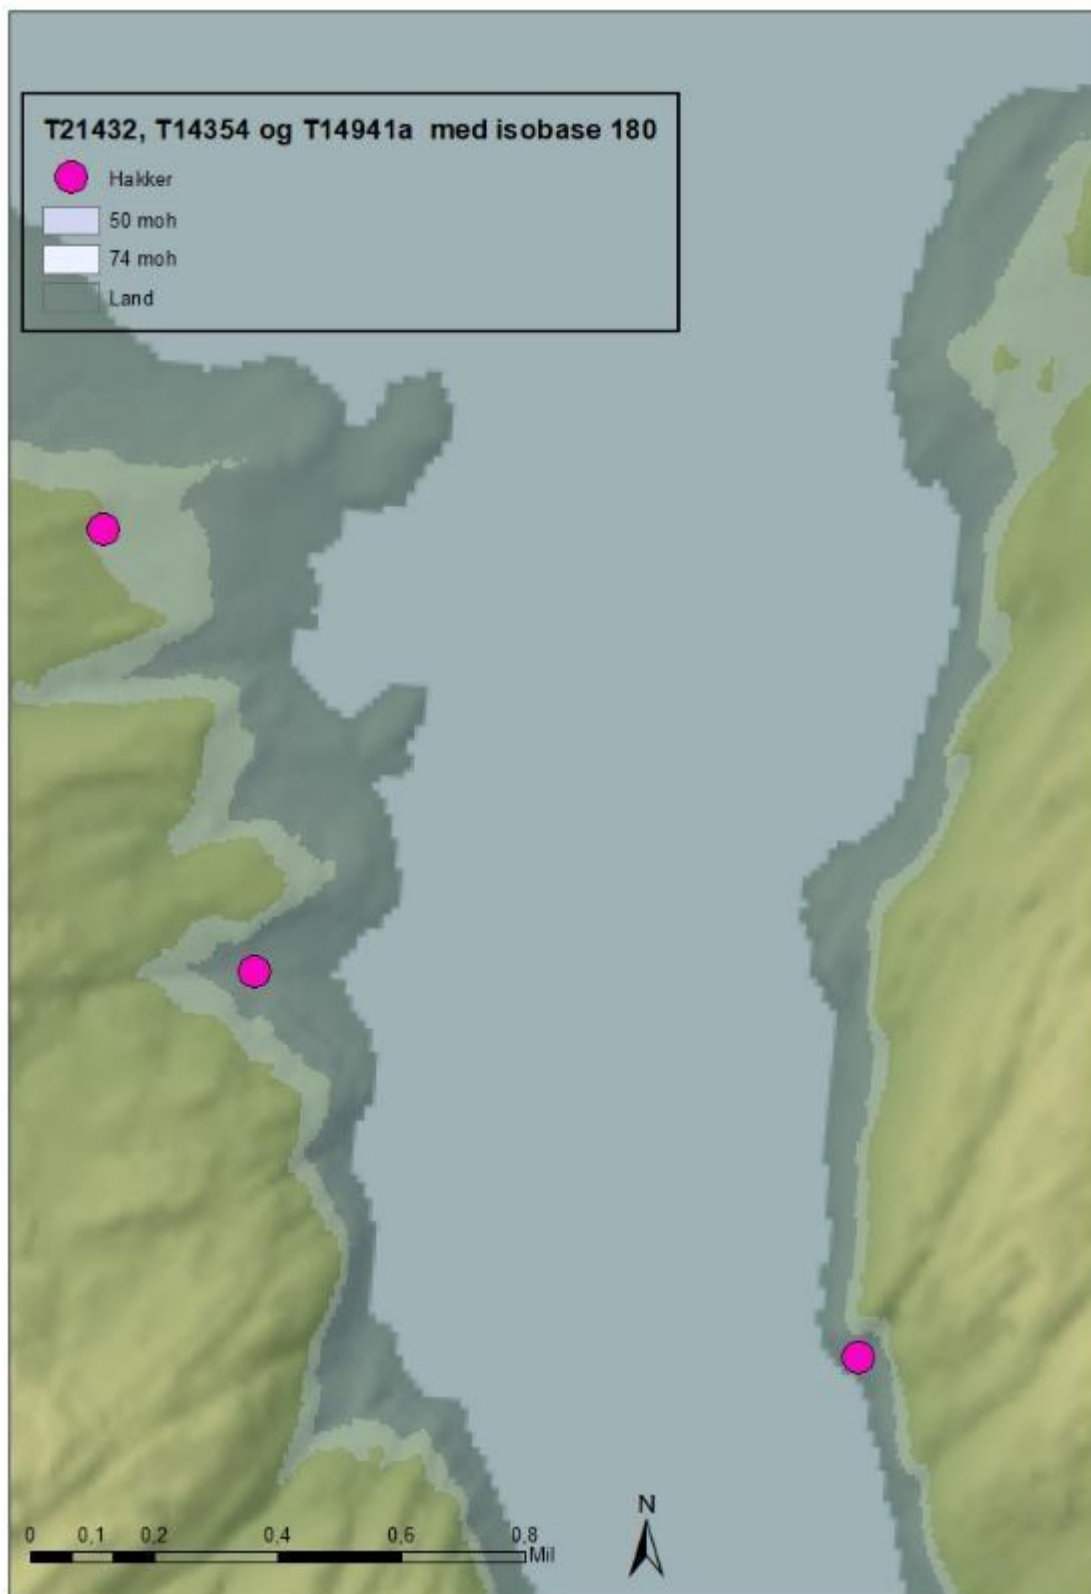 T21432, T14354 og T14941a med isobase 180
Hakker
50 moh
74 moh
Land
N
0 0,1 0,2 0,4 0,6 0,8
Mil